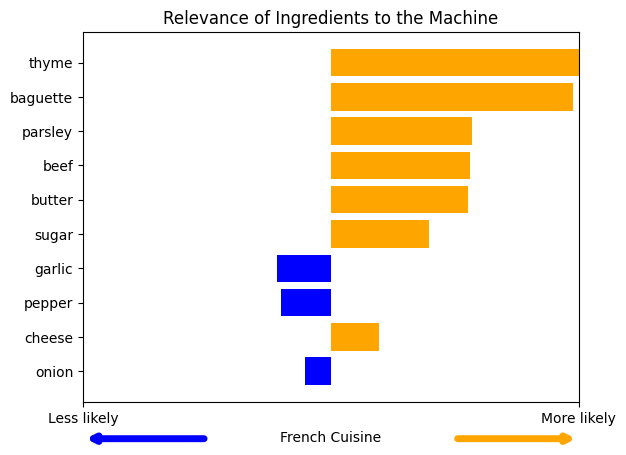 Relevance of Ingredients to the Machine
thyme
baguette
parsley
beef
butter
sugar
garlic
pepper
cheese
onion
Less likely
More likely
French Cuisine